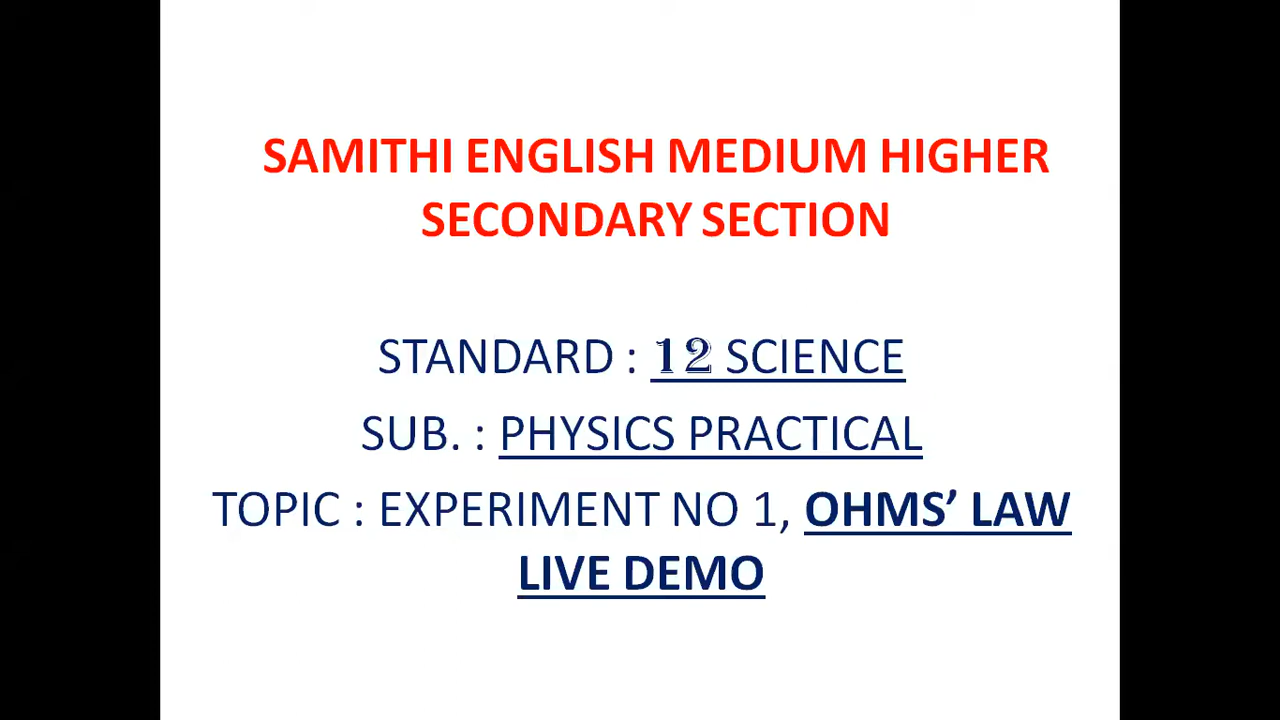 SAMITHI ENGLISH MEDIUM HIGHER
SECONDARY SECTION
STANDARD : 12 SCIENCE
SUB. : PHYSICS PRACTICAL
TOPIC : EXPERIMENT NO 1, OHMS’ LAW
LIVE DEMO